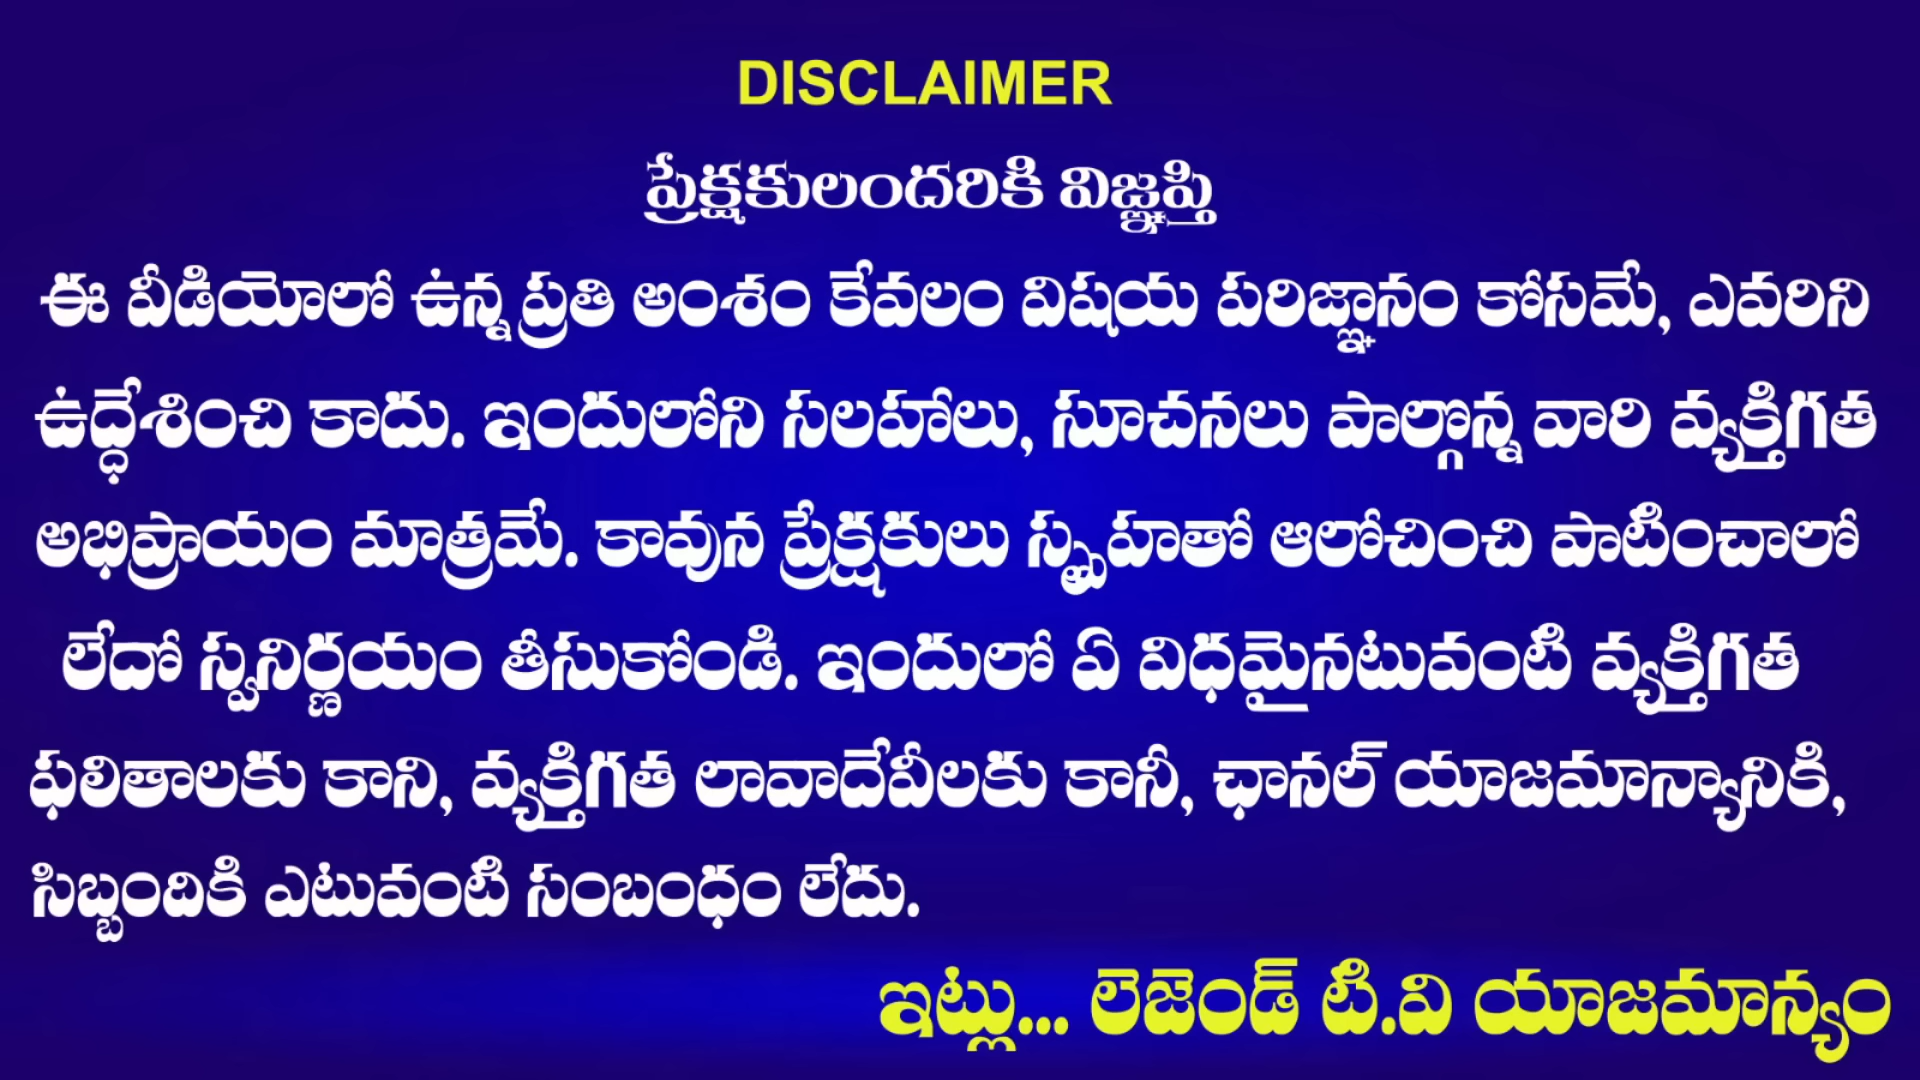 DISCLAIMER
ప్రేక్షకులందరికి విజ్ఞప్తి
ఈ వీడియోలో ఉన్న ప్రతి అంశం కేవలం విషయ పరిజ్ఞానం కోసమే, ఎవరిని
ఉద్ధేశించి కాదు. ఇందులోని సలహాలు, సూచనలు పాల్గొన్న వారి వ్యక్తిగత
అభిప్రాయం మాత్రమే. కావున ప్రేక్షకులు స్పృహతో ఆలోచించి పాటించాలో
లేదో స్వనిర్ణయం తీసుకోండి. ఇందులో ఏ విధమైనటువంటి వ్యక్తిగత
ఫలితాలకు కాని, వ్యక్తిగత లావాదేవీలకు కానీ, ఛానల్ యాజమాన్యానికి,
సిబ్బందికి ఎటువంటి సంబంధం లేదు.
ఇట్లు... లెజెండ్ టి.వి యాజమాన్యం